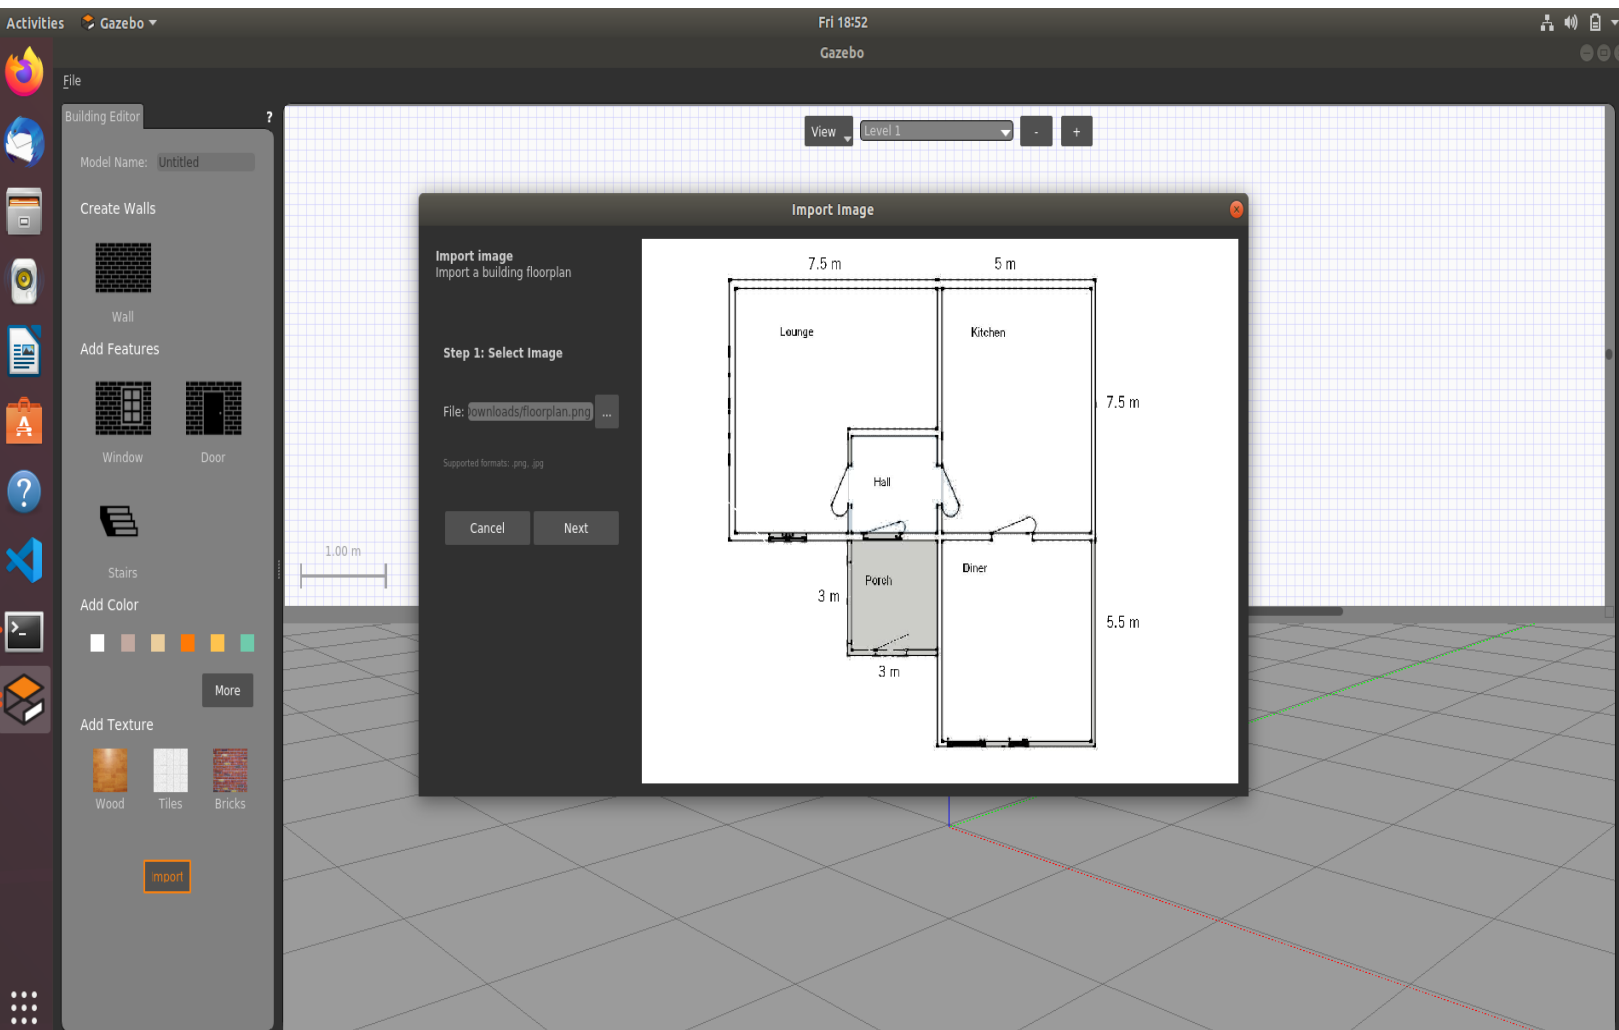 Activities
Gazebo
Fri 18:52
Gazebo
File
Building Editor
?
Model Name:
Untitled
Create Walls
Wall
Add Features
Window
Door
Stairs
Add Color
More
Add Texture
Wood
Tiles
Bricks
Import
View
Level 1
-
+
1.00 m
Import Image
Import image
Import a building floorplan
Step 1: Select Image
File:
ownloads/floorplan.png
...
Supported formats: .png, .jpg
Cancel
Next
7.5 m
5 m
Lounge
Kitchen
7.5 m
Hall
Porch
Diner
3 m
5.5 m
3 m